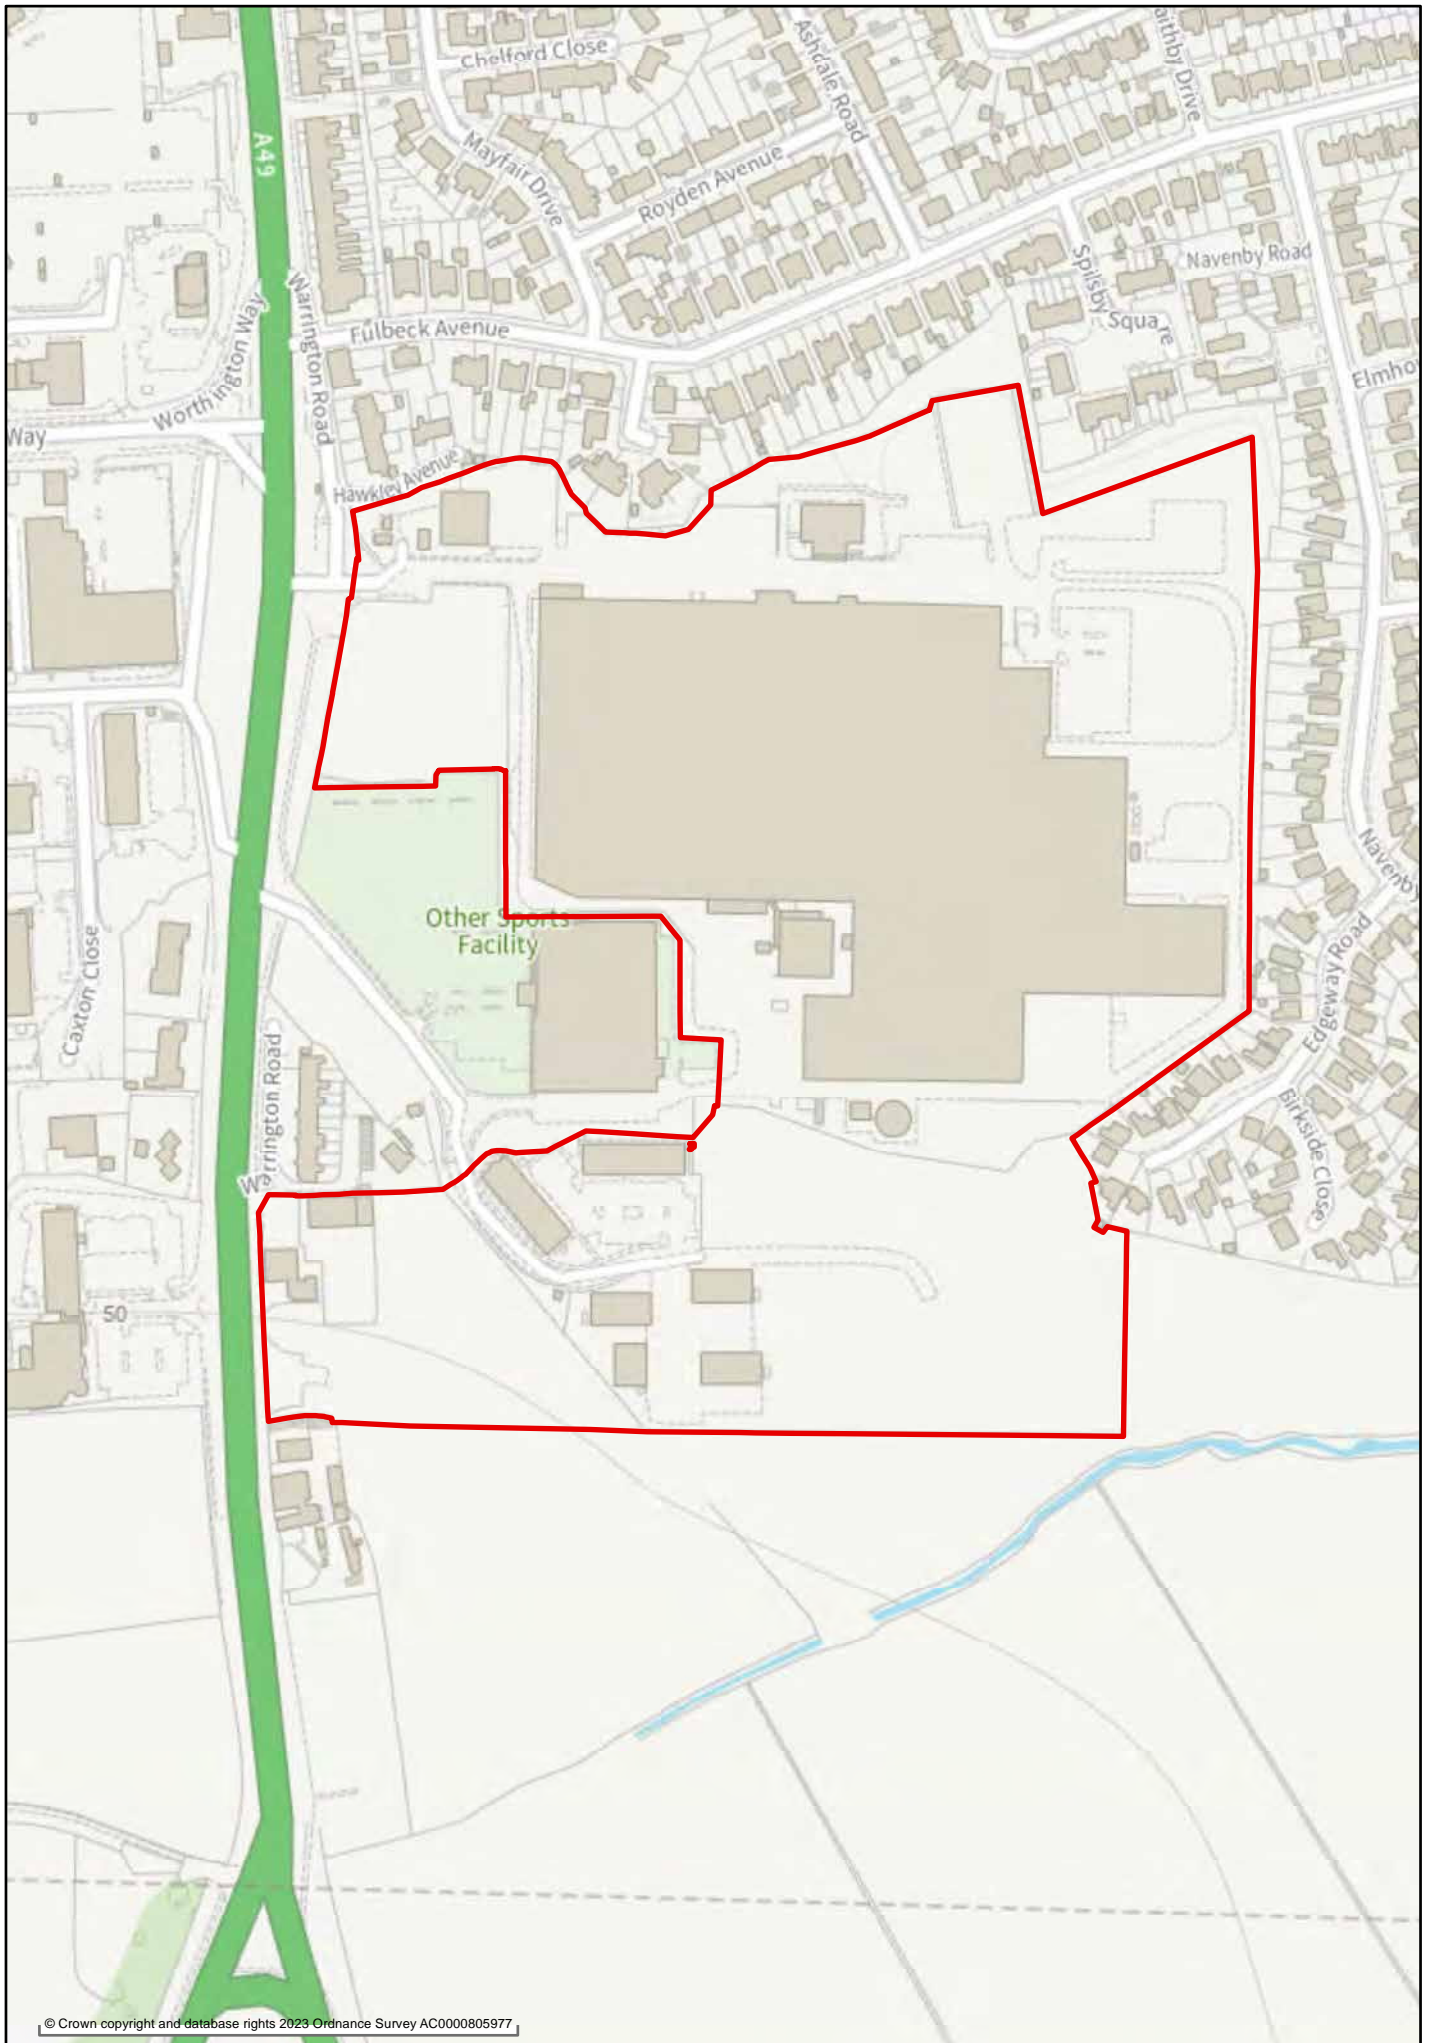 Chelford Close
Ashdale Road
aithby Drive
A49
Mayfair Drive
Royden Avenue
Navenby Road
Spilsby Square
Warrington Road
Worthington Way
Fulbeck Avenue
Elmho
Way
Hawkley Avenue
Navenby
Other Sports
Facility
Caxton Close
Edgeway Road
Warrington Road
Birkside Close
50
© Crown copyright and database rights 2023 Ordnance Survey AC0000805977